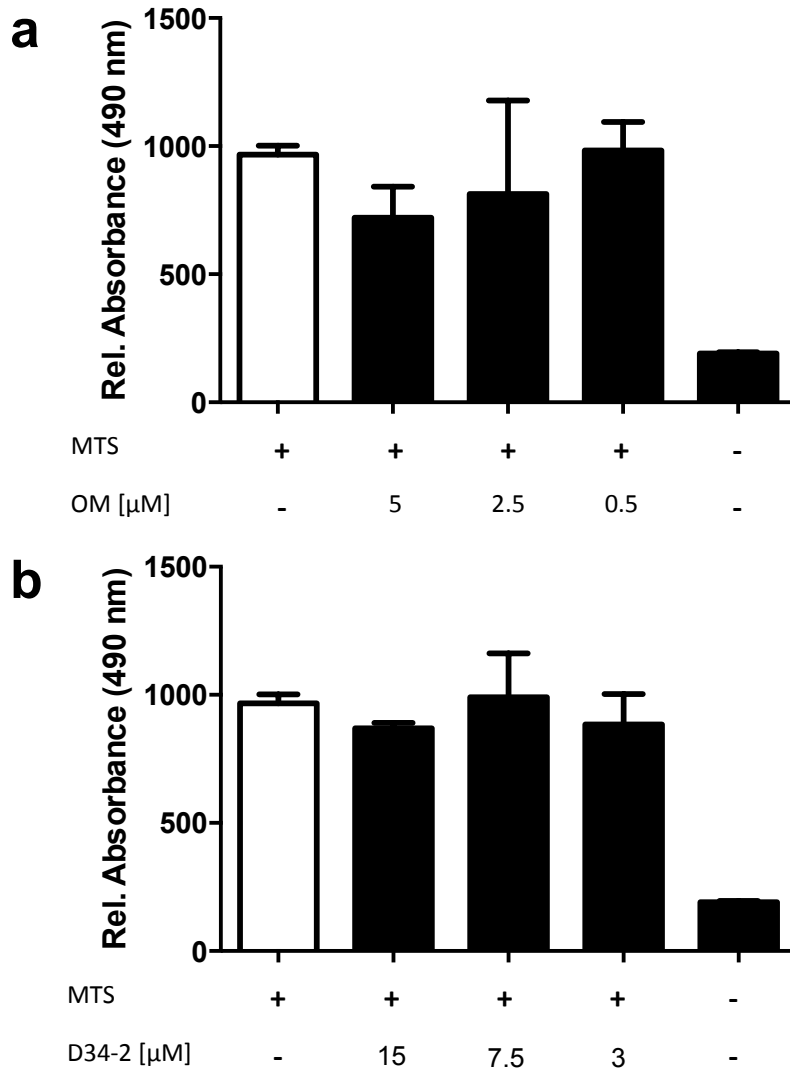 a
Rel. Absorbance (490 nm)
1500
1000
500
0
MTS + + + + -
OM [µM] - 5 2.5 0.5 -
b
Rel. Absorbance (490 nm)
1500
1000
500
0
MTS + + + + -
D34-2 [µM] - 15 7.5 3 -